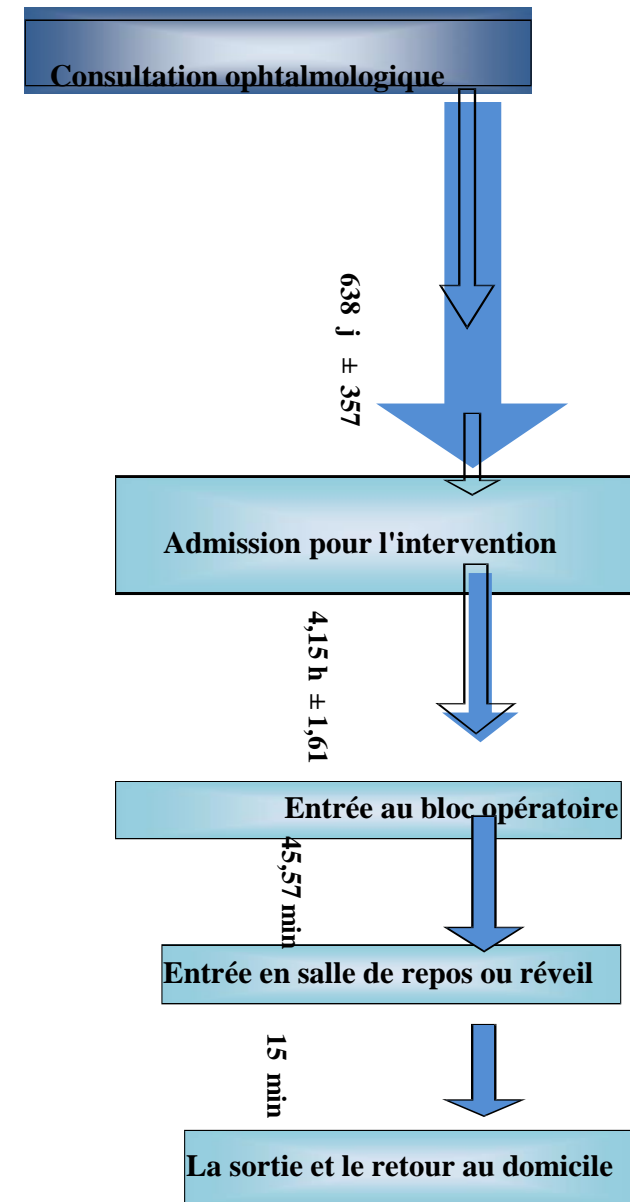 Consultation ophtalmologique
638 j ± 357
Admission pour l'intervention
4,15 h ± 1,61
Entrée au bloc opératoire
45,57 min
Entrée en salle de repos ou réveil
15 min
La sortie et le retour au domicile